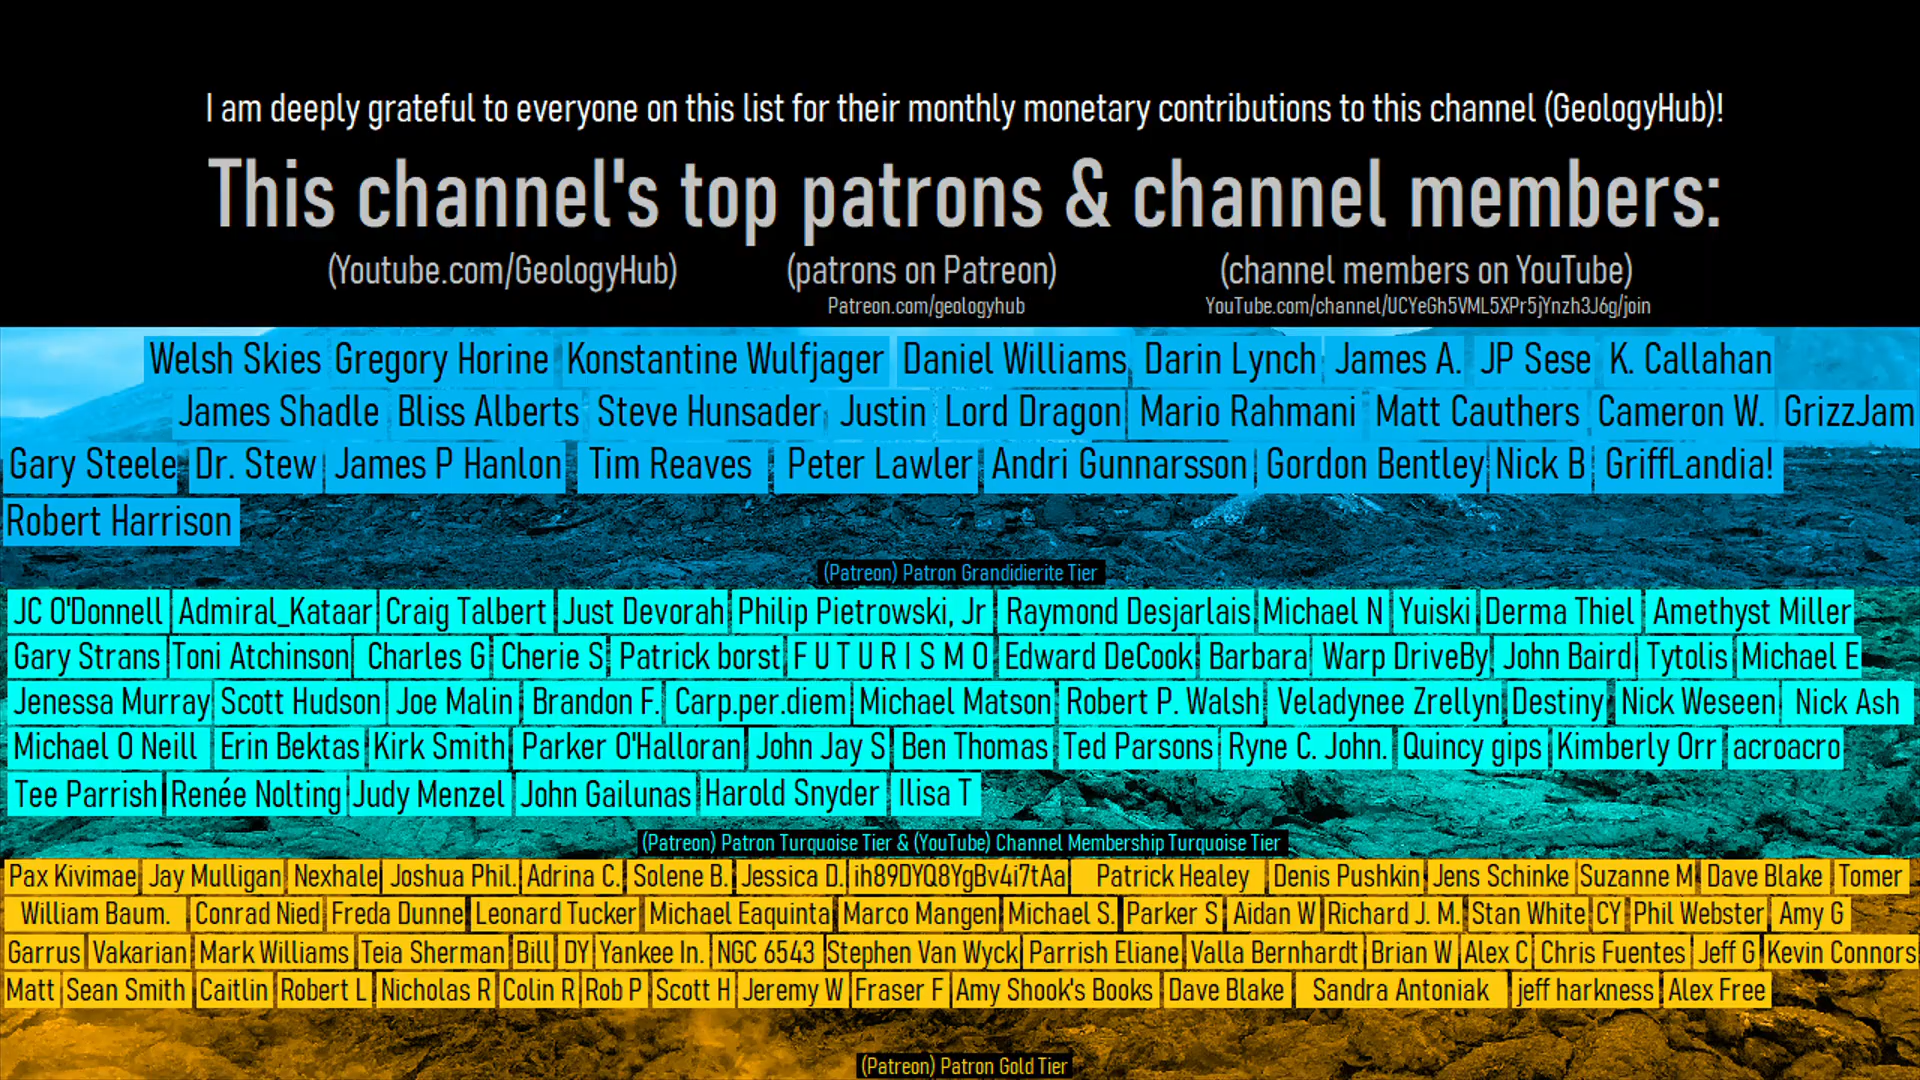 I am deeply grateful to everyone on this list for their monthly monetary contributions to this channel (GeologyHub)!
This channel's top patrons & channel members:
(Youtube.com/GeologyHub) (patrons on Patreon) (channel members on YouTube)
Patreon.com/geologyhub YouTube.com/channel/UCYeGh5VML5XPr5jYnzh3J6g/join
Welsh Skies Gregory Horine Konstantine Wulfjager Daniel Williams Darin Lynch James A. JP Sese K. Callahan
James Shadle Bliss Alberts Steve Hunsader Justin Lord Dragon Mario Rahmani Matt Cauthers Cameron W. GrizzJam
Gary Steele Dr. Stew James P Hanlon Tim Reaves Peter Lawler Andri Gunnarsson Gordon Bentley Nick B GriffLandia!
Robert Harrison
(Patreon) Patron Grandidierite Tier
JC O'Donnell Admiral_Kataar Craig Talbert Just Devorah Philip Pietrowski, Jr Raymond Desjarlais Michael N Yuiski Derma Thiel Amethyst Miller
Gary Strans Toni Atchinson Charles G Cherie S Patrick borst F U T U R I S M O Edward DeCook Barbara Warp DriveBy John Baird Tytolis Michael E
Jenessa Murray Scott Hudson Joe Malin Brandon F. Carp.per.diem Michael Matson Robert P. Walsh Veladynee Zrellyn Destiny Nick Weseen Nick Ash
Michael O Neill Erin Bektas Kirk Smith Parker O'Halloran John Jay S Ben Thomas Ted Parsons Ryne C. John. Quincy gips Kimberly Orr acroacro
Tee Parrish Renée Nolting Judy Menzel John Gailunas Harold Snyder Ilisa T
(Patreon) Patron Turquoise Tier & (YouTube) Channel Membership Turquoise Tier
Pax Kivimae Jay Mulligan Nexhale Joshua Phil. Adrina C. Solene B. Jessica D. ih89DYQ8YgBv4i7tAa Patrick Healey Denis Pushkin Jens Schinke Suzanne M Dave Blake Tomer
William Baum. Conrad Nied Freda Dunne Leonard Tucker Michael Eaquinta Marco Mangen Michael S. Parker S Aidan W Richard J. M. Stan White CY Phil Webster Amy G
Garrus Vakarian Mark Williams Teia Sherman Bill DY Yankee In. NGC 6543 Stephen Van Wyck Parrish Eliane Valla Bernhardt Brian W Alex C Chris Fuentes Jeff G Kevin Connors
Matt Sean Smith Caitlin Robert L Nicholas R Colin R Rob P Scott H Jeremy W Fraser F Amy Shook's Books Dave Blake Sandra Antoniak jeff harkness Alex Free
(Patreon) Patron Gold Tier